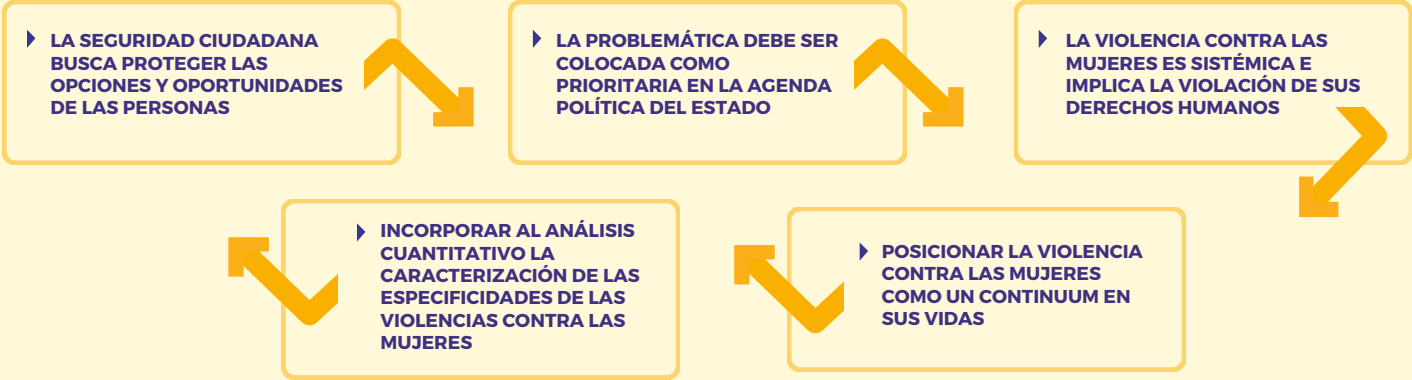 LA SEGURIDAD CIUDADANA
BUSCA PROTEGER LAS
OPCIONES Y OPORTUNIDADES
DE LAS PERSONAS
LA PROBLEMÁTICA DEBE SER
COLOCADA COMO
PRIORITARIA EN LA AGENDA
POLÍTICA DEL ESTADO
LA VIOLENCIA CONTRA LAS
MUJERES ES SISTÉMICA E
IMPLICA LA VIOLACIÓN DE SUS
DERECHOS HUMANOS
POSICIONAR LA VIOLENCIA
CONTRA LAS MUJERES
COMO UN CONTINUUM EN
SUS VIDAS
INCORPORAR AL ANÁLISIS
CUANTITATIVO LA
CARACTERIZACIÓN DE LAS
ESPECIFICIDADES DE LAS
VIOLENCIAS CONTRA LAS
MUJERES